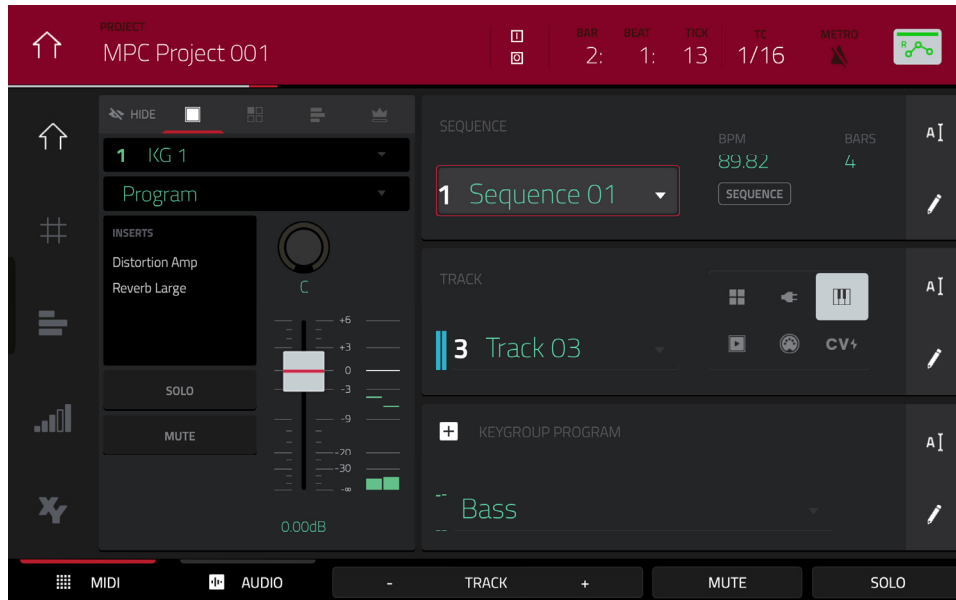 PROJECT
MPC Project 001
I
O
BAR BEAT TICK TC METRO
2: 1: 13 1/16
R
HIDE
1 KG 1
Program
INSERTS
Distortion Amp
Reverb Large
C
+6
+3
0
-3
-9
-20
-30
-∞
SOLO
MUTE
0.00dB
SEQUENCE
1 Sequence 01
BPM BARS
89.82 4
SEQUENCE
A
TRACK
3 Track 03
CV
A
KEYGROUP PROGRAM
Bass
A
XY
MIDI AUDIO - TRACK + MUTE SOLO